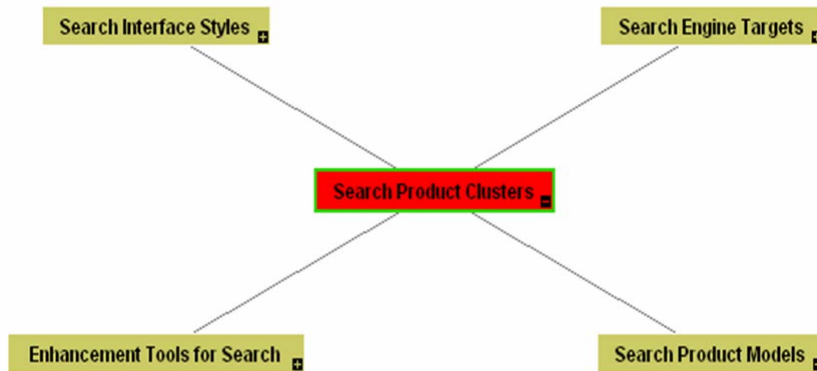 Search Interface Styles
Search Engine Targets
Search Product Clusters
Enhancement Tools for Search
Search Product Models